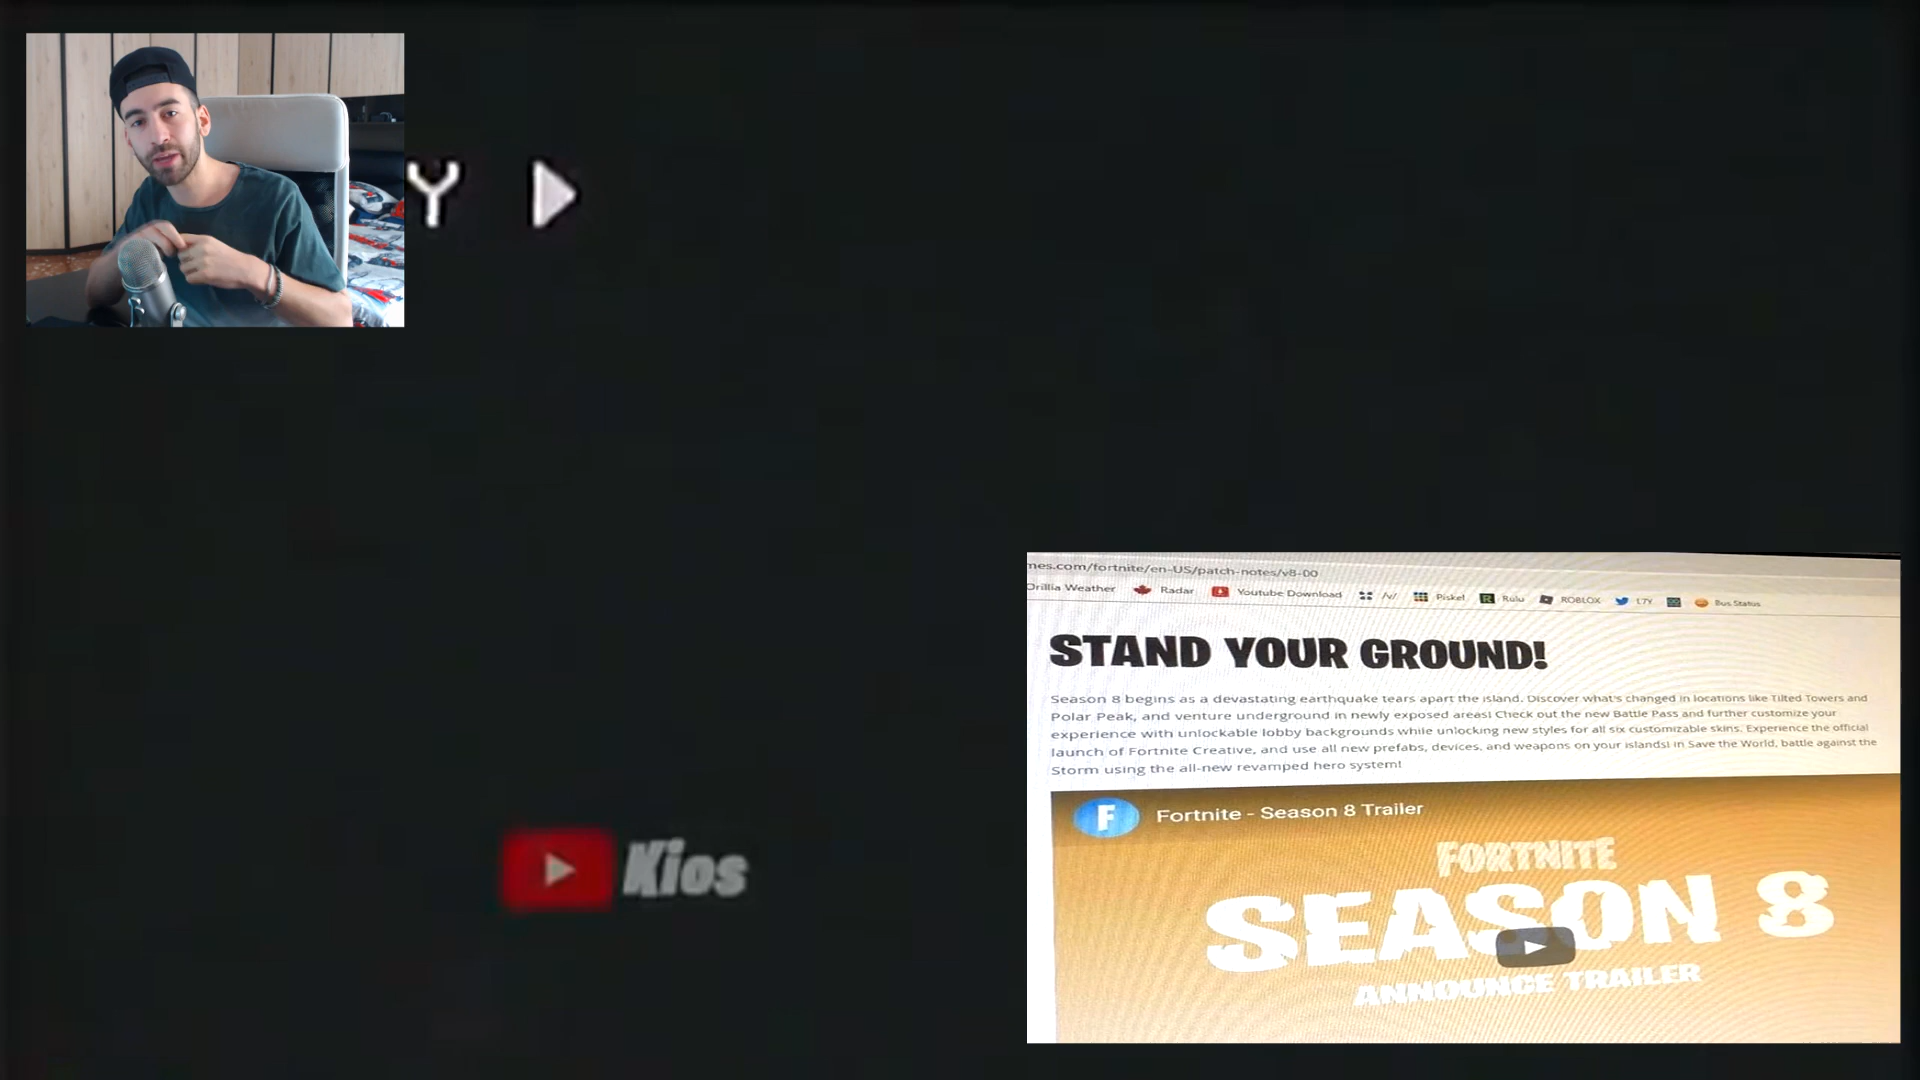 Y
mes.com/fortnite/en-US/patch-notes/v8-00
Orillia Weather Radar Youtube Download /v/ Piskel Rulu ROBLOX LTY Bus Status
STAND YOUR GROUND!
Season 8 begins as a devastating earthquake tears apart the island. Discover what's changed in locations like Tilted Towers and
Polar Peak, and venture underground in newly exposed areas! Check out the new Battle Pass and further customize your
experience with unlockable lobby backgrounds while unlocking new styles for all six customizable skins. Experience the official
launch of Fortnite Creative, and use all new prefabs, devices, and weapons on your islands! In Save the World, battle against the
Storm using the all-new revamped hero system!
F Fortnite - Season 8 Trailer
FORTNITE
SEASON 8
ANNOUNCE TRAILER
Kios